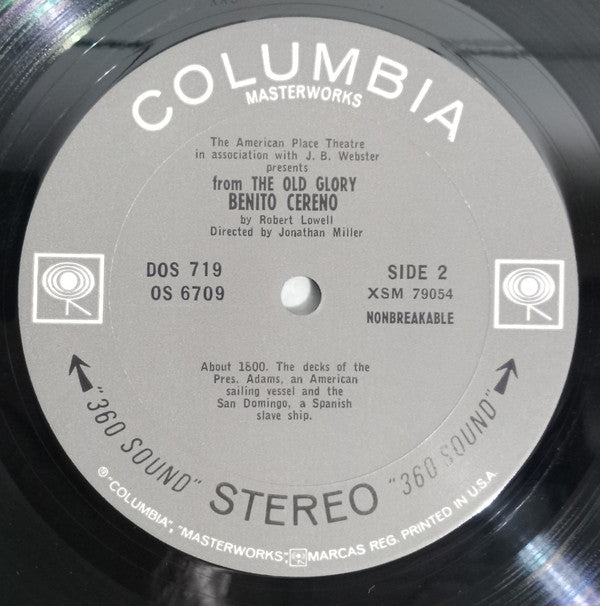 COLUMBIA
MASTERWORKS
The American Place Theatre
in association with J. B. Webster
presents
from THE OLD GLORY
BENITO CERENO
by Robert Lowell
Directed by Jonathan Miller
DOS 719
OS 6709
SIDE 2
XSM 79054
NONBREAKABLE
About 1800. The decks of the
Pres. Adams, an American
sailing vessel and the
San Domingo, a Spanish
slave ship.
"360 SOUND" STEREO "360 SOUND"
® "COLUMBIA", "MASTERWORKS", MARCAS REG. PRINTED IN U.S.A.